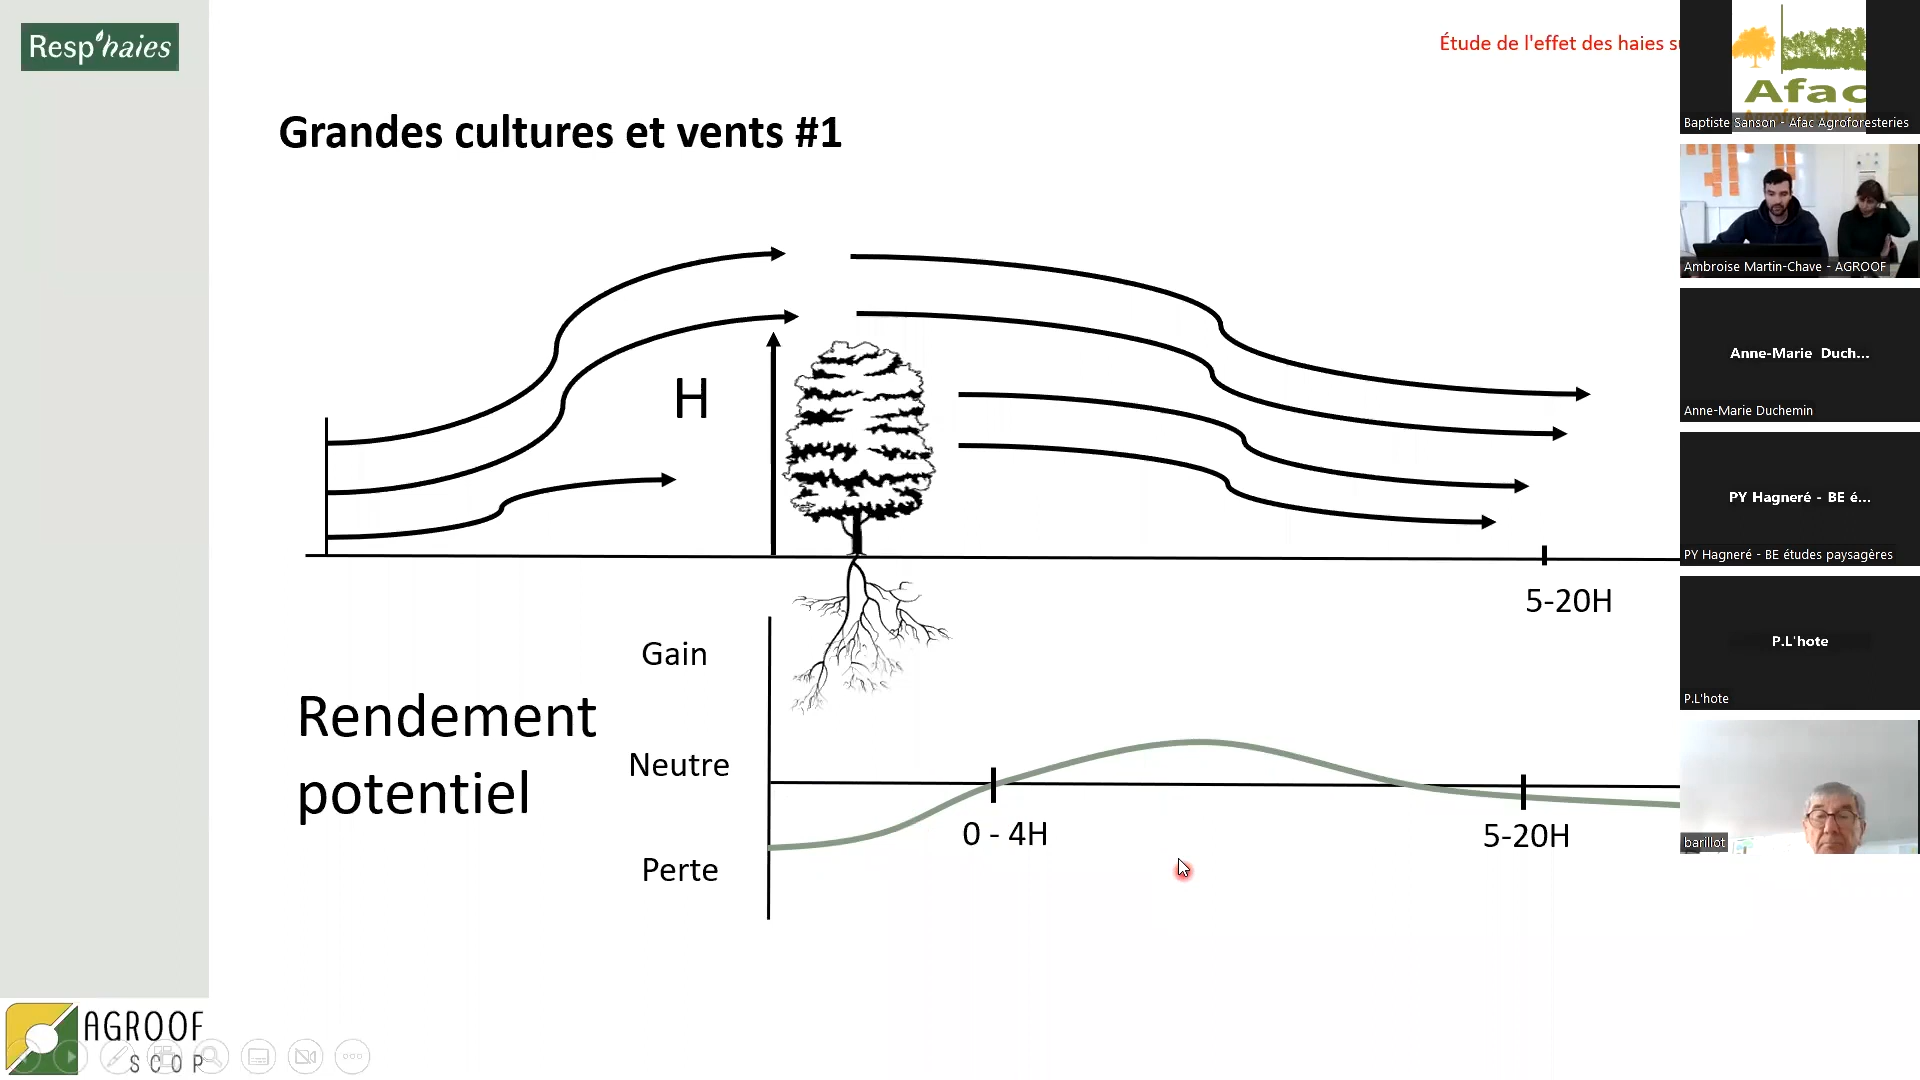 Resp'haies
Étude de l'effet des haies s
Grandes cultures et vents #1
H
5-20H
Gain
Rendement
potentiel
Neutre
Perte
0 - 4H
5-20H
AGROOF
SCOP
Afac
Baptiste Sanson - Afac Agroforesteries
Ambroise Martin-Chave - AGROOF
Anne-Marie Duch...
Anne-Marie Duchemin
PY Hagneré - BE é...
PY Hagneré - BE études paysagères
P.L'hote
P.L'hote
barillot